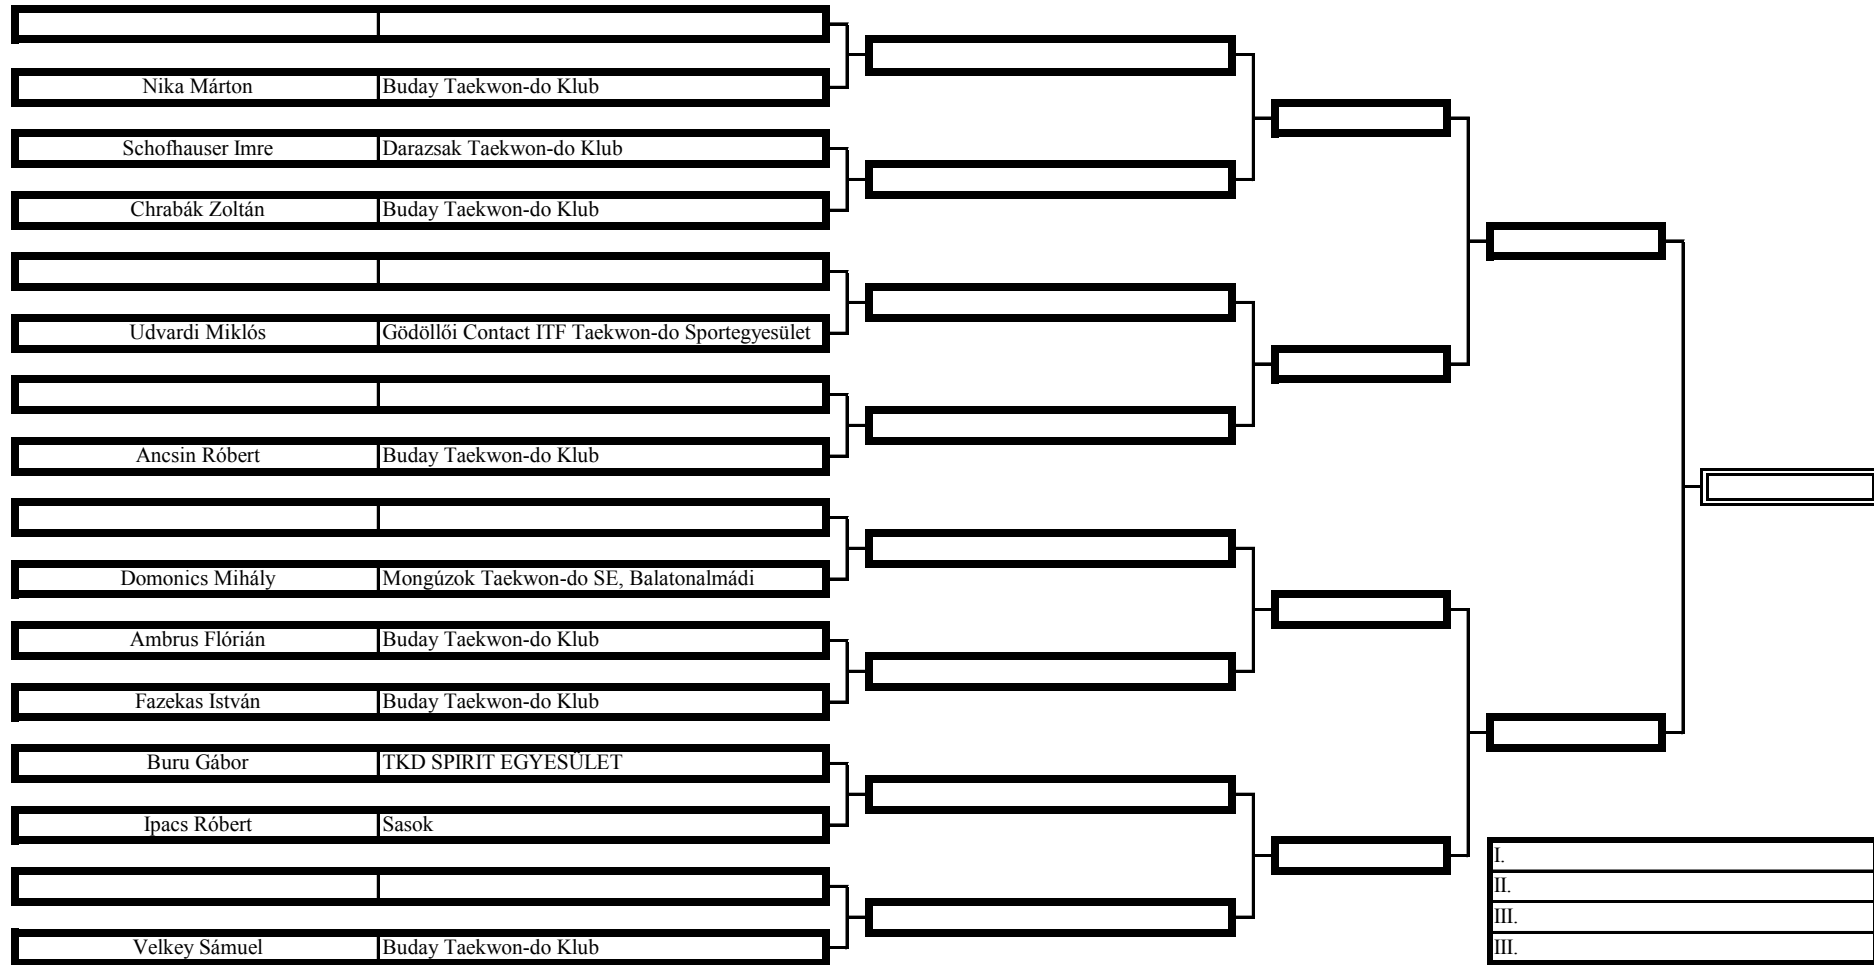 Nika Márton Buday Taekwon-do Klub
Schofhauser Imre Darazsak Taekwon-do Klub
Chrabák Zoltán Buday Taekwon-do Klub
Udvardi Miklós Gödöllői Contact ITF Taekwon-do Sportegyesület
Ancsin Róbert Buday Taekwon-do Klub
Domonics Mihály Mongúzok Taekwon-do SE, Balatonalmádi
Ambrus Flórián Buday Taekwon-do Klub
Fazekas István Buday Taekwon-do Klub
Buru Gábor TKD SPIRIT EGYESÜLET
Ipacs Róbert Sasok
Velkey Sámuel Buday Taekwon-do Klub
I.
II.
III.
III.